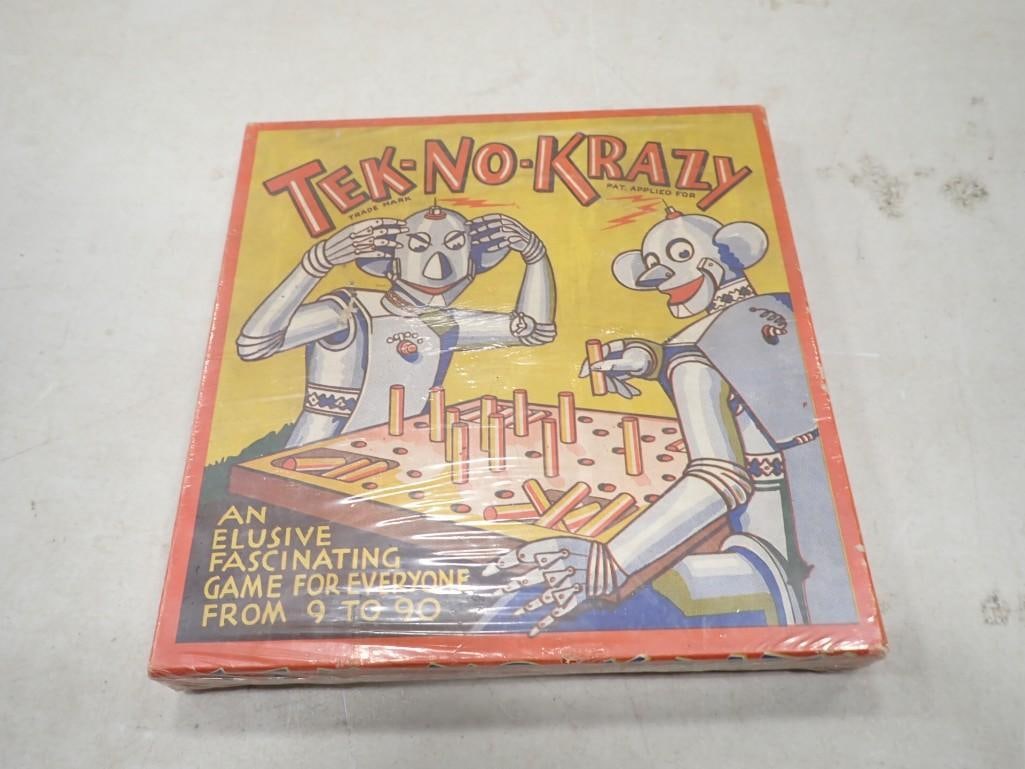 TEK-NO-KRAZY
TRADE MARK
PAT. APPLIED FOR
AN
ELUSIVE
FASCINATING
GAME FOR EVERYONE
FROM 9 TO 90